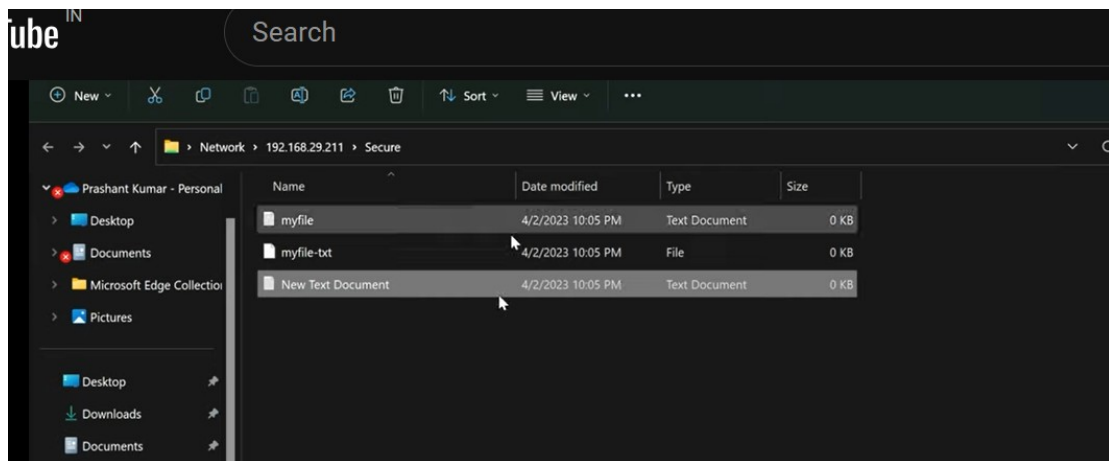 Tube IN
Search
New
Sort
View
Network > 192.168.29.211 > Secure
Prashant Kumar - Personal
Name Date modified Type Size
Desktop
myfile 4/2/2023 10:05 PM Text Document 0 KB
Documents
myfile-txt 4/2/2023 10:05 PM File 0 KB
Microsoft Edge Collection
New Text Document 4/2/2023 10:05 PM Text Document 0 KB
Pictures
Desktop
Downloads
Documents